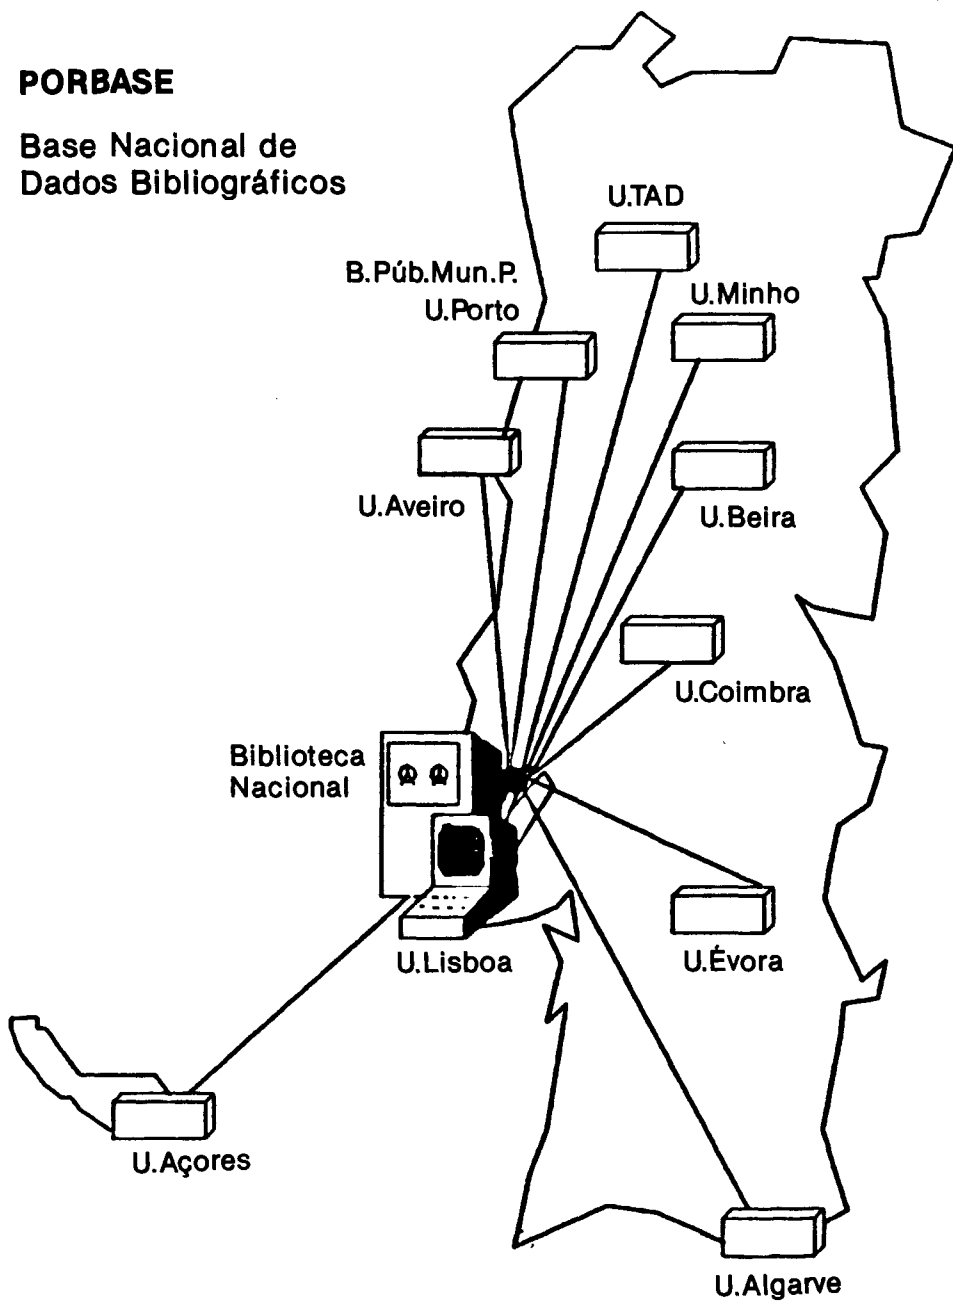 PORBASE
Base Nacional de
Dados Bibliográficos
U.TAD
B.Púb.Mun.P.
U.Porto
U.Minho
U.Aveiro
U.Beira
U.Coimbra
Biblioteca
Nacional
U.Lisboa
U.Évora
U.Açores
U.Algarve